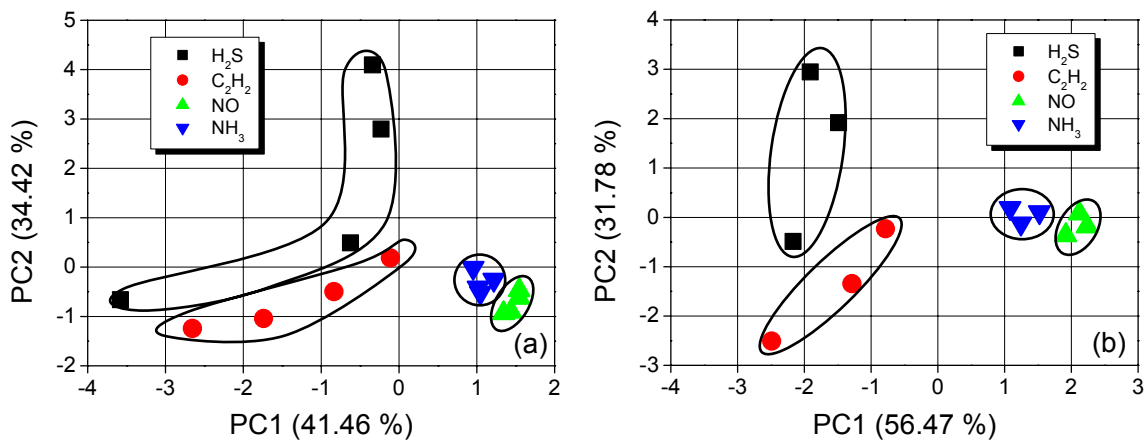 5
4
3
2
1
0
-1
-2
PC2 (34.42 %)
H₂S
C₂H₂
NO
NH₃
(a)
-4 -3 -2 -1 0 1 2
PC1 (41.46 %)
4
3
2
1
0
-1
-2
-3
PC2 (31.78 %)
H₂S
C₂H₂
NO
NH₃
(b)
-4 -3 -2 -1 0 1 2 3
PC1 (56.47 %)